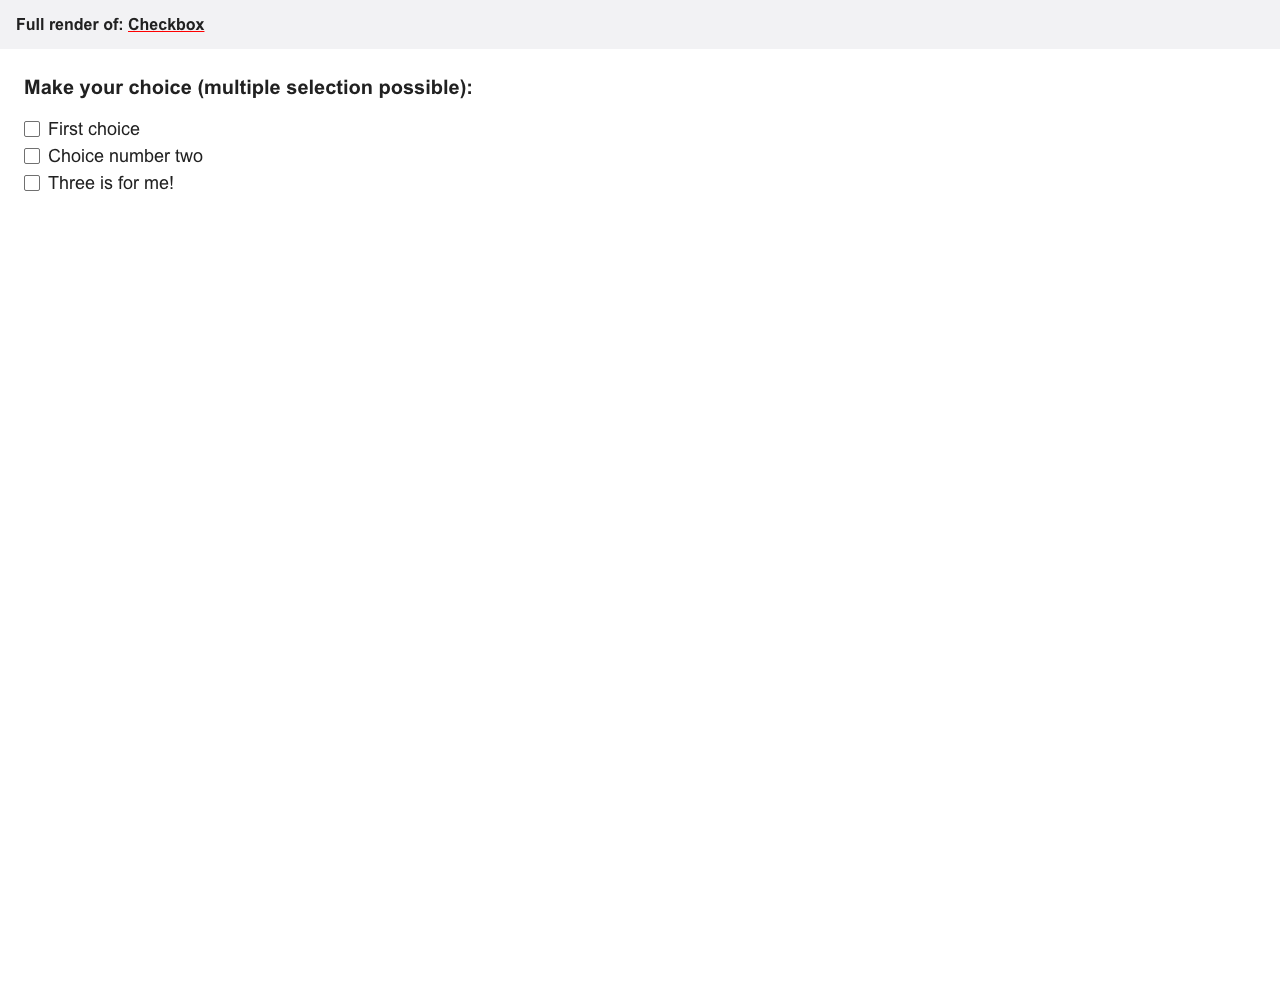 Full render of: Checkbox
Make your choice (multiple selection possible):
First choice
Choice number two
Three is for me!